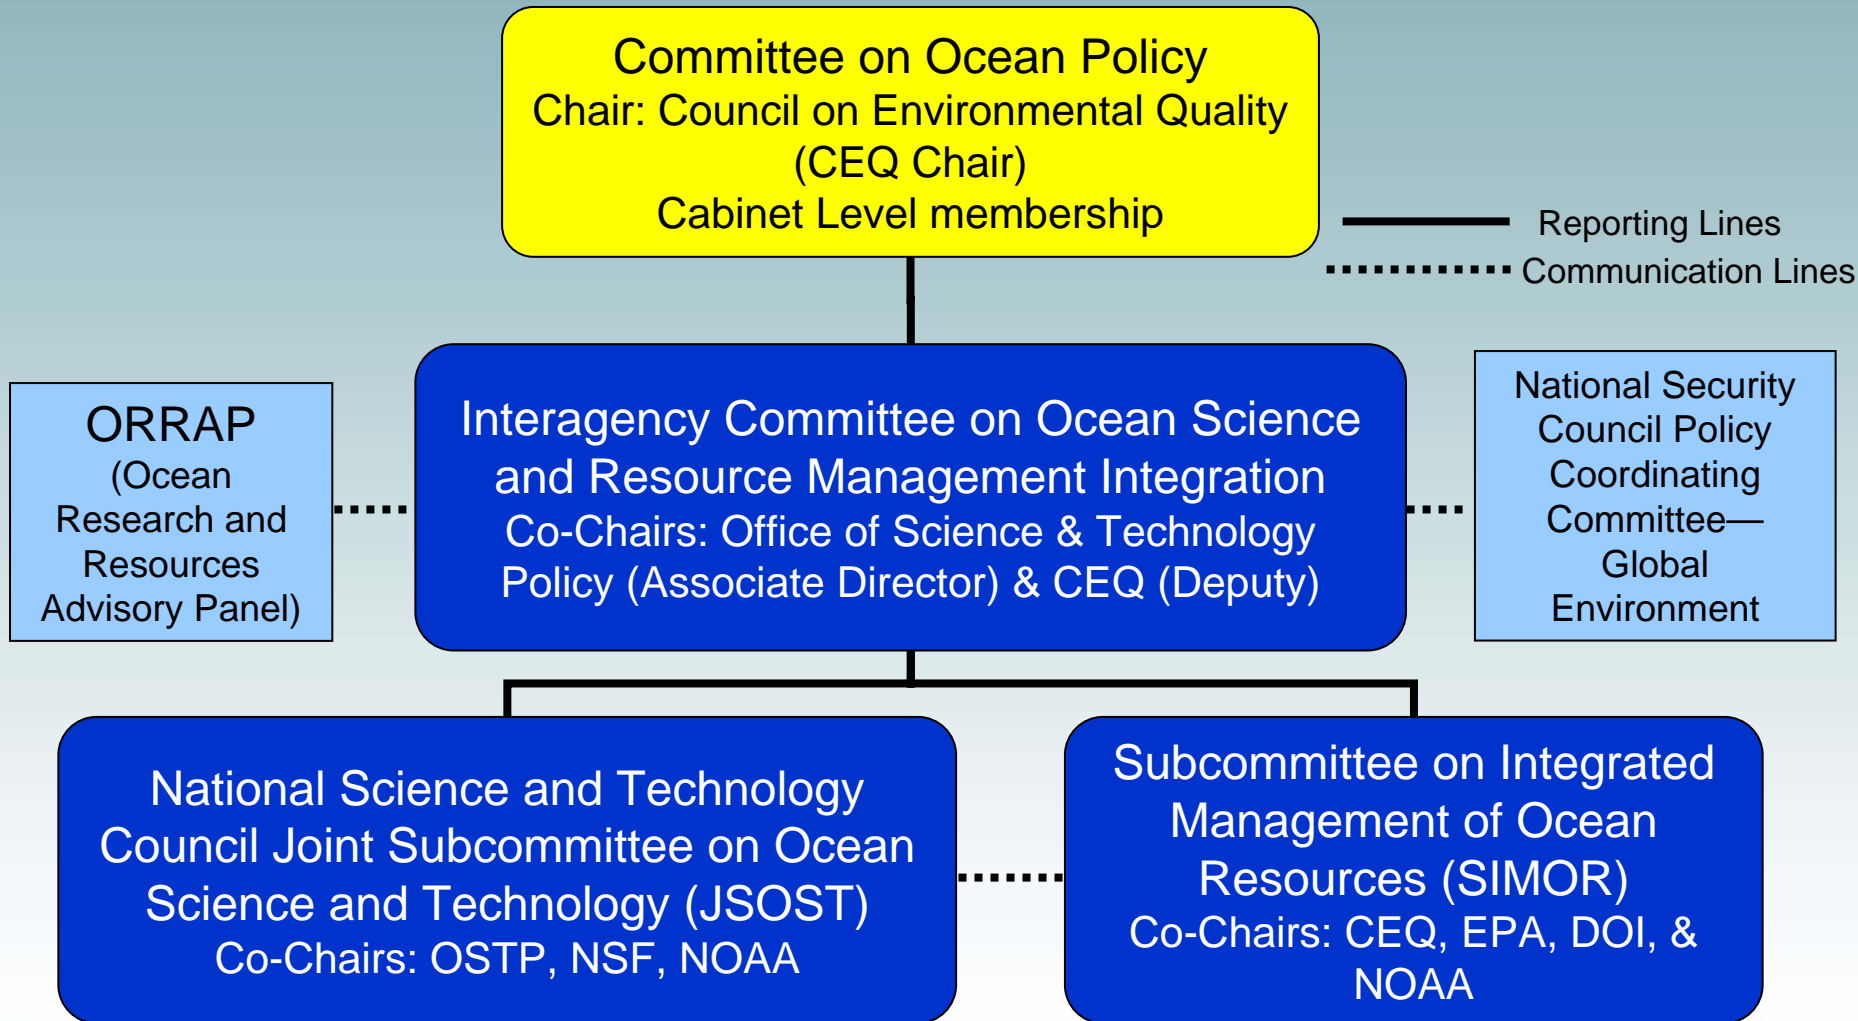 Committee on Ocean Policy
Chair: Council on Environmental Quality
(CEQ Chair)
Cabinet Level membership
Reporting Lines
Communication Lines
ORRAP
(Ocean
Research and
Resources
Advisory Panel)
Interagency Committee on Ocean Science
and Resource Management Integration
Co-Chairs: Office of Science & Technology
Policy (Associate Director) & CEQ (Deputy)
National Security
Council Policy
Coordinating
Committee—
Global
Environment
National Science and Technology
Council Joint Subcommittee on Ocean
Science and Technology (JSOST)
Co-Chairs: OSTP, NSF, NOAA
Subcommittee on Integrated
Management of Ocean
Resources (SIMOR)
Co-Chairs: CEQ, EPA, DOI, &
NOAA